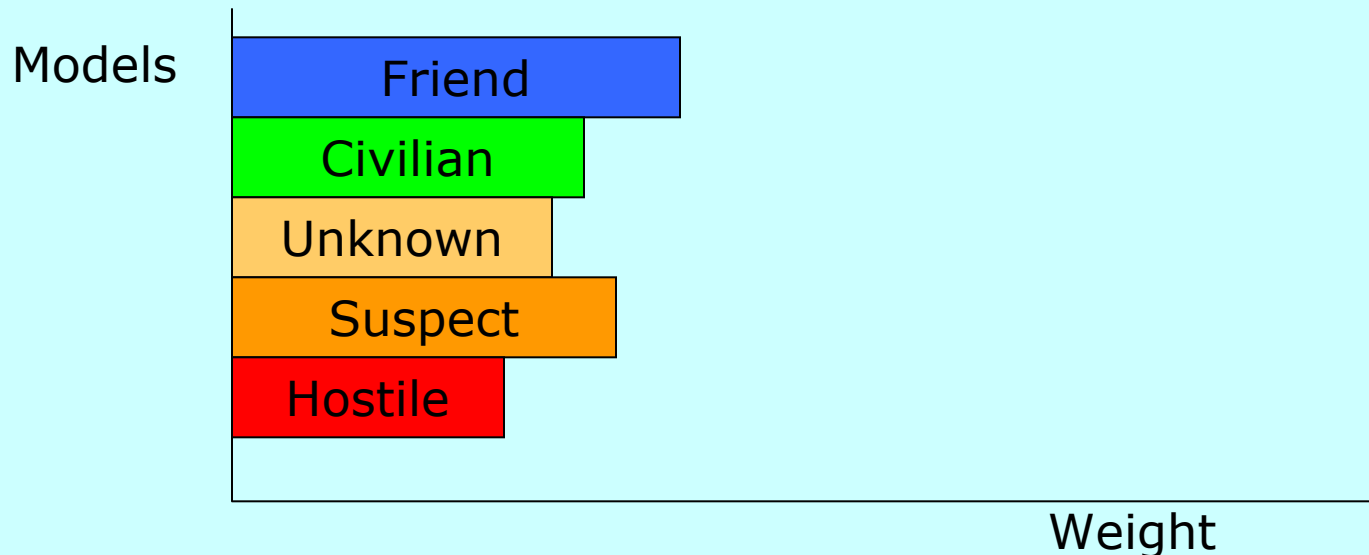 Models
Friend
Civilian
Unknown
Suspect
Hostile
Weight